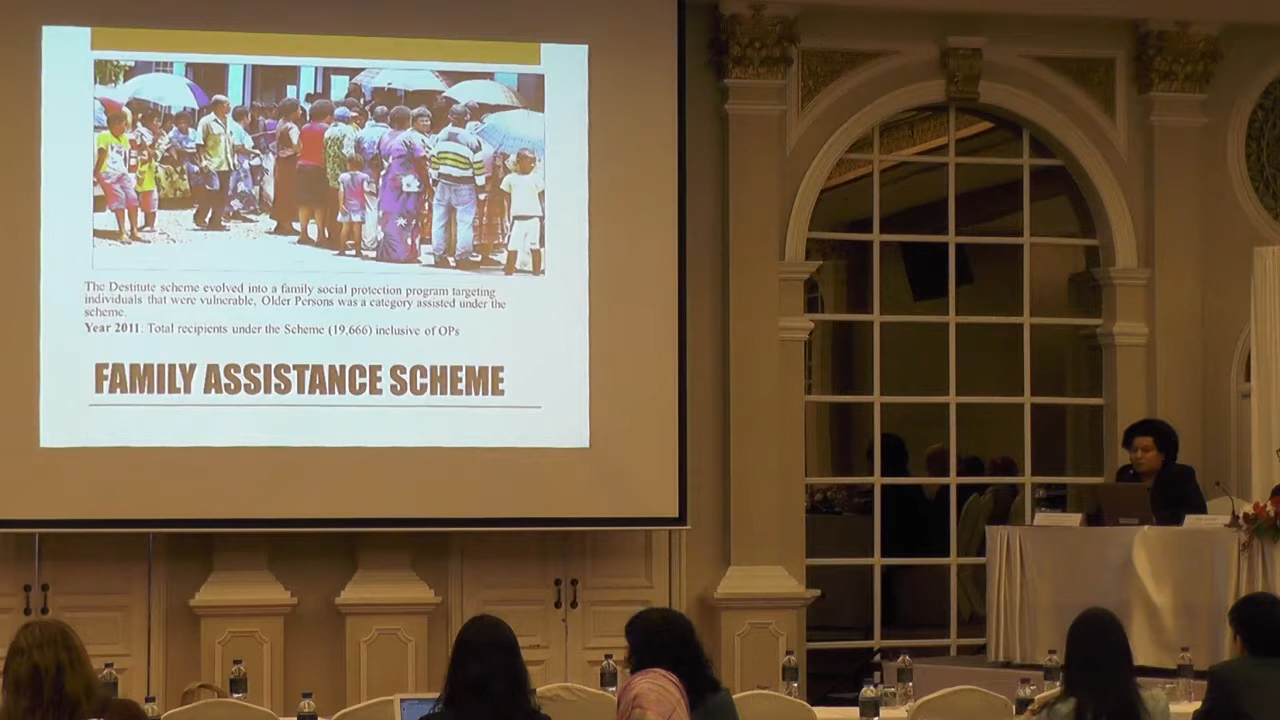 The Destitute scheme evolved into a family social protection program targeting
individuals that were vulnerable, Older Persons was a category assisted under the
scheme.
Year 2011: Total recipients under the Scheme (19,666) inclusive of OPs
FAMILY ASSISTANCE SCHEME